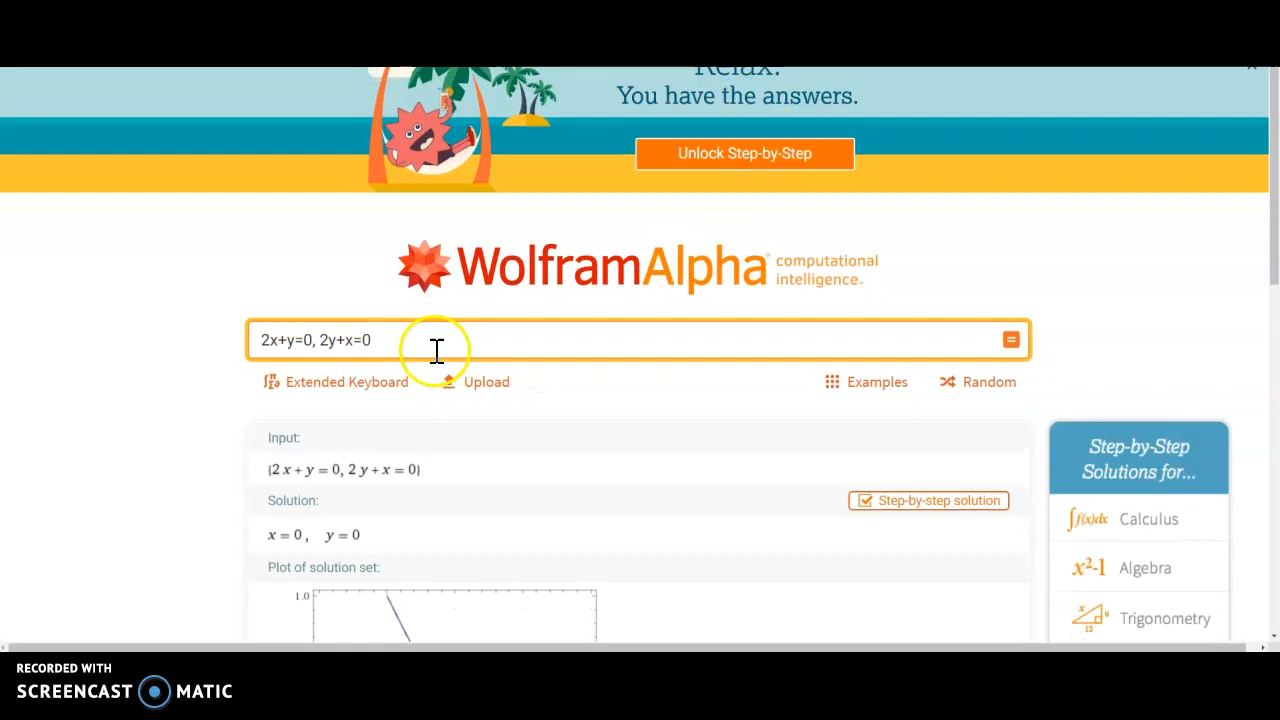 Relax.
You have the answers.
Unlock Step-by-Step
WolframAlpha computational intelligence.
2x+y=0, 2y+x=0
=
Extended Keyboard
Upload
Examples
Random
Input:
{2 x + y = 0, 2 y + x = 0}
Solution:
Step-by-step solution
x = 0 , y = 0
Plot of solution set:
1.0
Step-by-Step
Solutions for...
∫f(x)dx Calculus
x²-1 Algebra
Trigonometry
RECORDED WITH
SCREENCAST MATIC